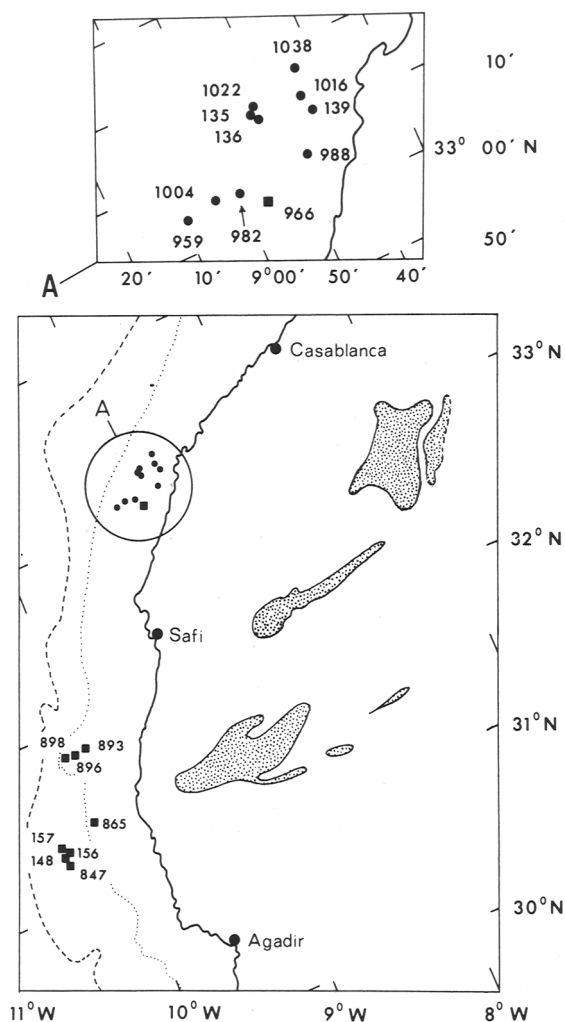 1038
10′
1016
1022
135
139
136
33° 00′ N
988
1004
966
982
959
50′
A
20′ 10′ 9°00′ 50′ 40′
Casablanca
33° N
A
32° N
Safi
31° N
898 893
896
865
157
156
148
847
30° N
Agadir
11° W 10° W 9° W 8° W